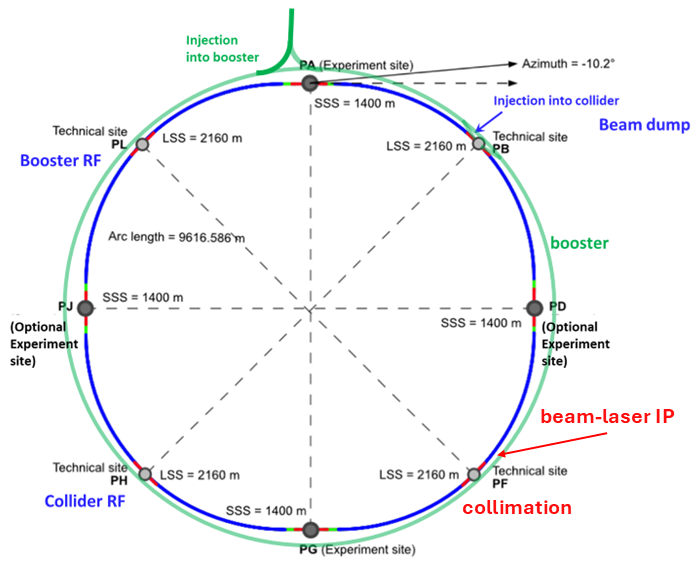 Injection
into booster
PA (Experiment site)
Azimuth = -10.2°
SSS = 1400 m
Injection into collider
Beam dump
Technical site
PL
LSS = 2160 m
Booster RF
LSS = 2160 m
Technical site
PB
Arc length = 9616.586 m
booster
PJ
SSS = 1400 m
(Optional
Experiment
site)
SSS = 1400 m
PD
(Optional
Experiment
site)
beam-laser IP
Technical site
PH
LSS = 2160 m
Collider RF
LSS = 2160 m
Technical site
PF
collimation
SSS = 1400 m
PG (Experiment site)